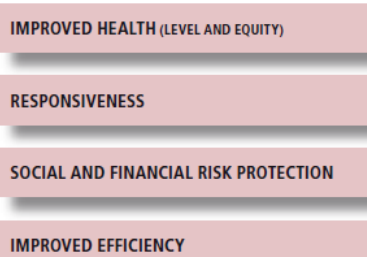 IMPROVED HEALTH (LEVEL AND EQUITY)
RESPONSIVENESS
SOCIAL AND FINANCIAL RISK PROTECTION
IMPROVED EFFICIENCY